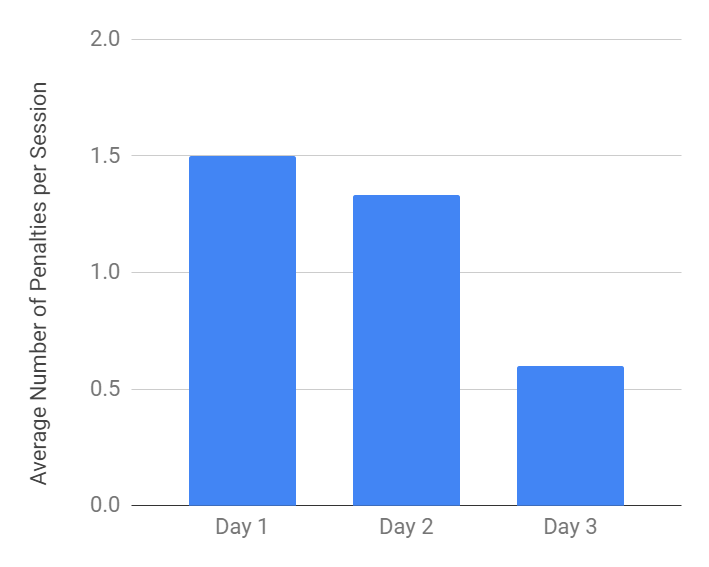 Average Number of Penalties per Session
2.0
1.5
1.0
0.5
0.0
Day 1
Day 2
Day 3